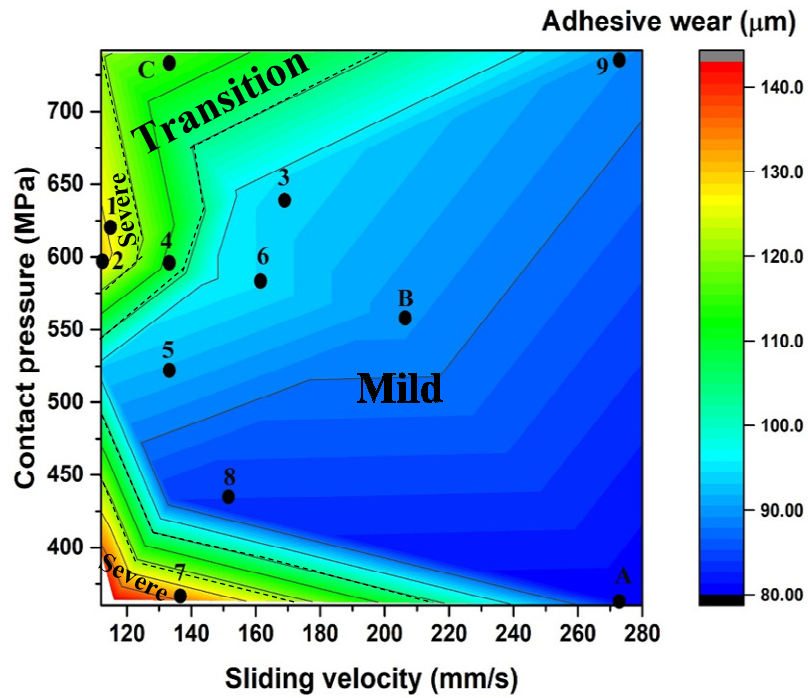 Adhesive wear (μm)
C
Transition
9
700
140.0
130.0
650
3
Severe
1
Contact pressure (MPa)
600
2
4
6
120.0
B
550
5
110.0
500
Mild
100.0
450
8
90.00
400
Severe
7
A
80.00
120 140 160 180 200 220 240 260 280
Sliding velocity (mm/s)